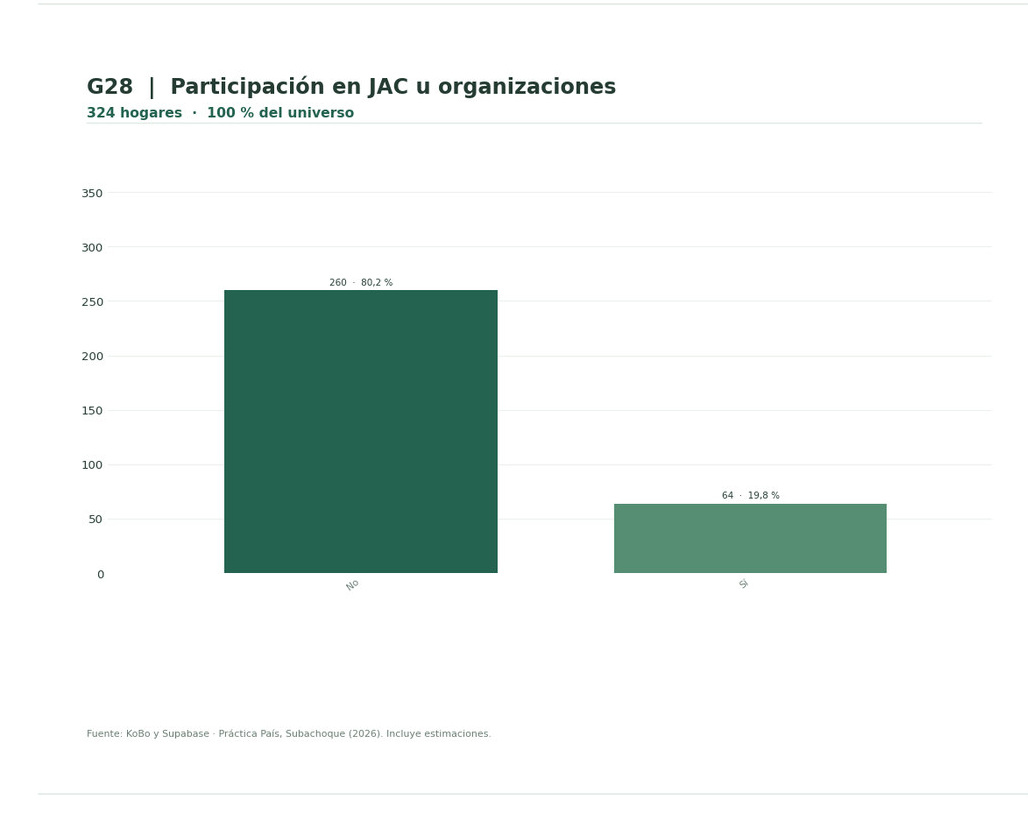 G28 | Participación en JAC u organizaciones
324 hogares · 100 % del universo
350
300
260 · 80,2 %
250
200
150
100
64 · 19,8 %
50
0
No
Sí
Fuente: KoBo y Supabase · Práctica País, Subachoque (2026). Incluye estimaciones.